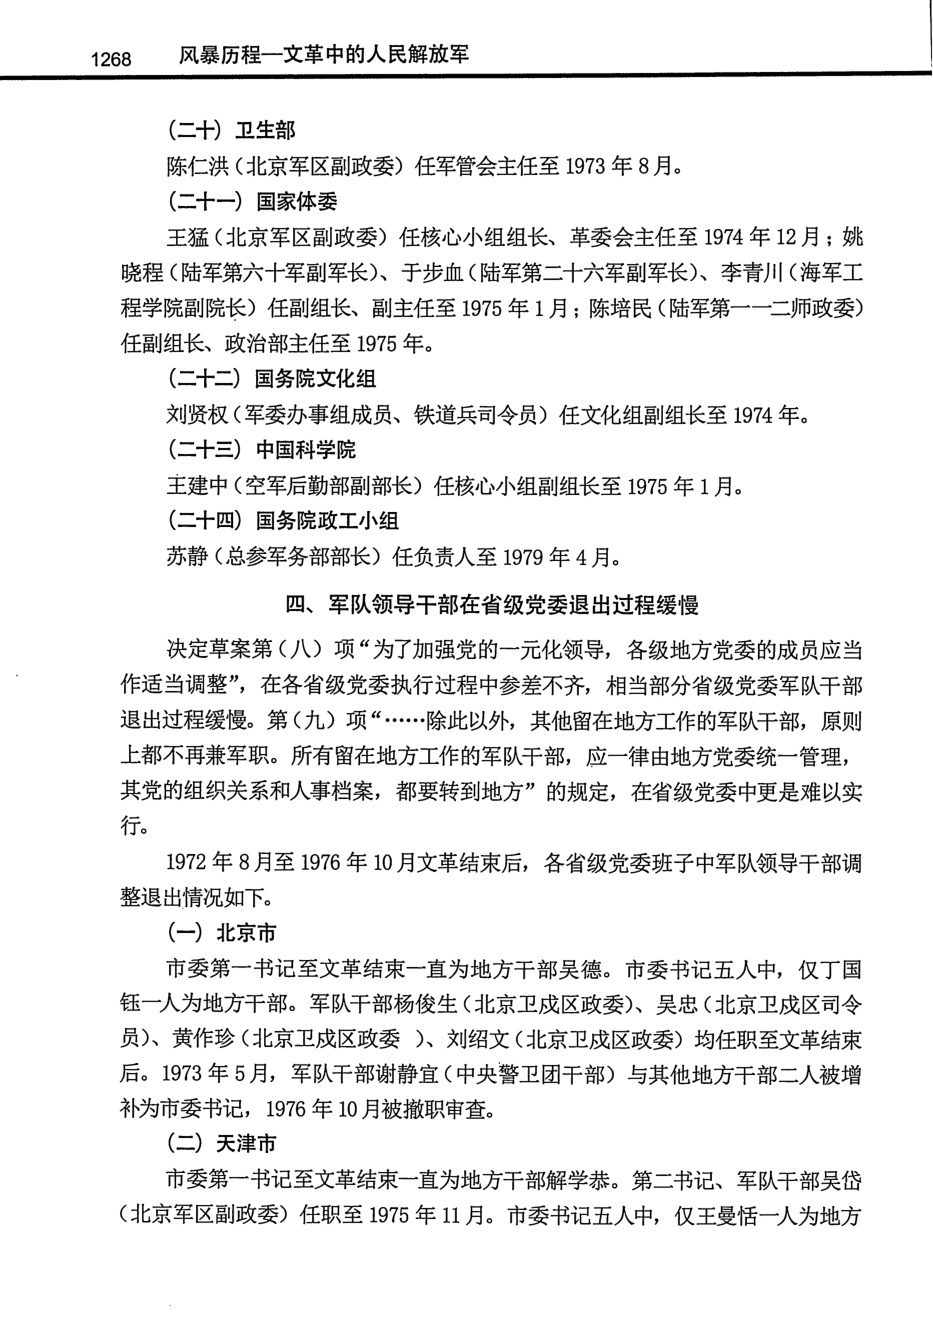 1268 风暴历程—文革中的人民解放军
（二十）卫生部
陈仁洪（北京军区副政委）任军管会主任至 1973 年 8 月。
（二十一）国家体委
王猛（北京军区副政委）任核心小组组长、革委会主任至 1974 年 12 月；姚
晓程（陆军第六十军副军长）、于步血（陆军第二十六军副军长）、李青川（海军工
程学院副院长）任副组长、副主任至 1975 年 1 月；陈培民（陆军第一一二师政委）
任副组长、政治部主任至 1975 年。
（二十二）国务院文化组
刘贤权（军委办事组成员、铁道兵司令员）任文化组副组长至 1974 年。
（二十三）中国科学院
王建中（空军后勤部副部长）任核心小组副组长至 1975 年 1 月。
（二十四）国务院政工小组
苏静（总参军务部部长）任负责人至 1979 年 4 月。
四、军队领导干部在省级党委退出过程缓慢
决定草案第（八）项“为了加强党的一元化领导，各级地方党委的成员应当
作适当调整”，在各省级党委执行过程中参差不齐，相当部分省级党委军队干部
退出过程缓慢。第（九）项“……除此以外，其他留在地方工作的军队干部，原则
上都不再兼军职。所有留在地方工作的军队干部，应一律由地方党委统一管理，
其党的组织关系和人事档案，都要转到地方”的规定，在省级党委中更是难以实
行。
1972 年 8 月至 1976 年 10 月文革结束后，各省级党委班子中军队领导干部调
整退出情况如下。
（一）北京市
市委第一书记至文革结束一直为地方干部吴德。市委书记五人中，仅丁国
钰一人为地方干部。军队干部杨俊生（北京卫戍区政委）、吴忠（北京卫戍区司令
员）、黄作珍（北京卫戍区政委 ）、刘绍文（北京卫戍区政委）均任职至文革结束
后。1973 年 5 月，军队干部谢静宜（中央警卫团干部）与其他地方干部二人被增
补为市委书记，1976 年 10 月被撤职审查。
（二）天津市
市委第一书记至文革结束一直为地方干部解学恭。第二书记、军队干部吴岱
（北京军区副政委）任职至 1975 年 11 月。市委书记五人中，仅王曼恬一人为地方